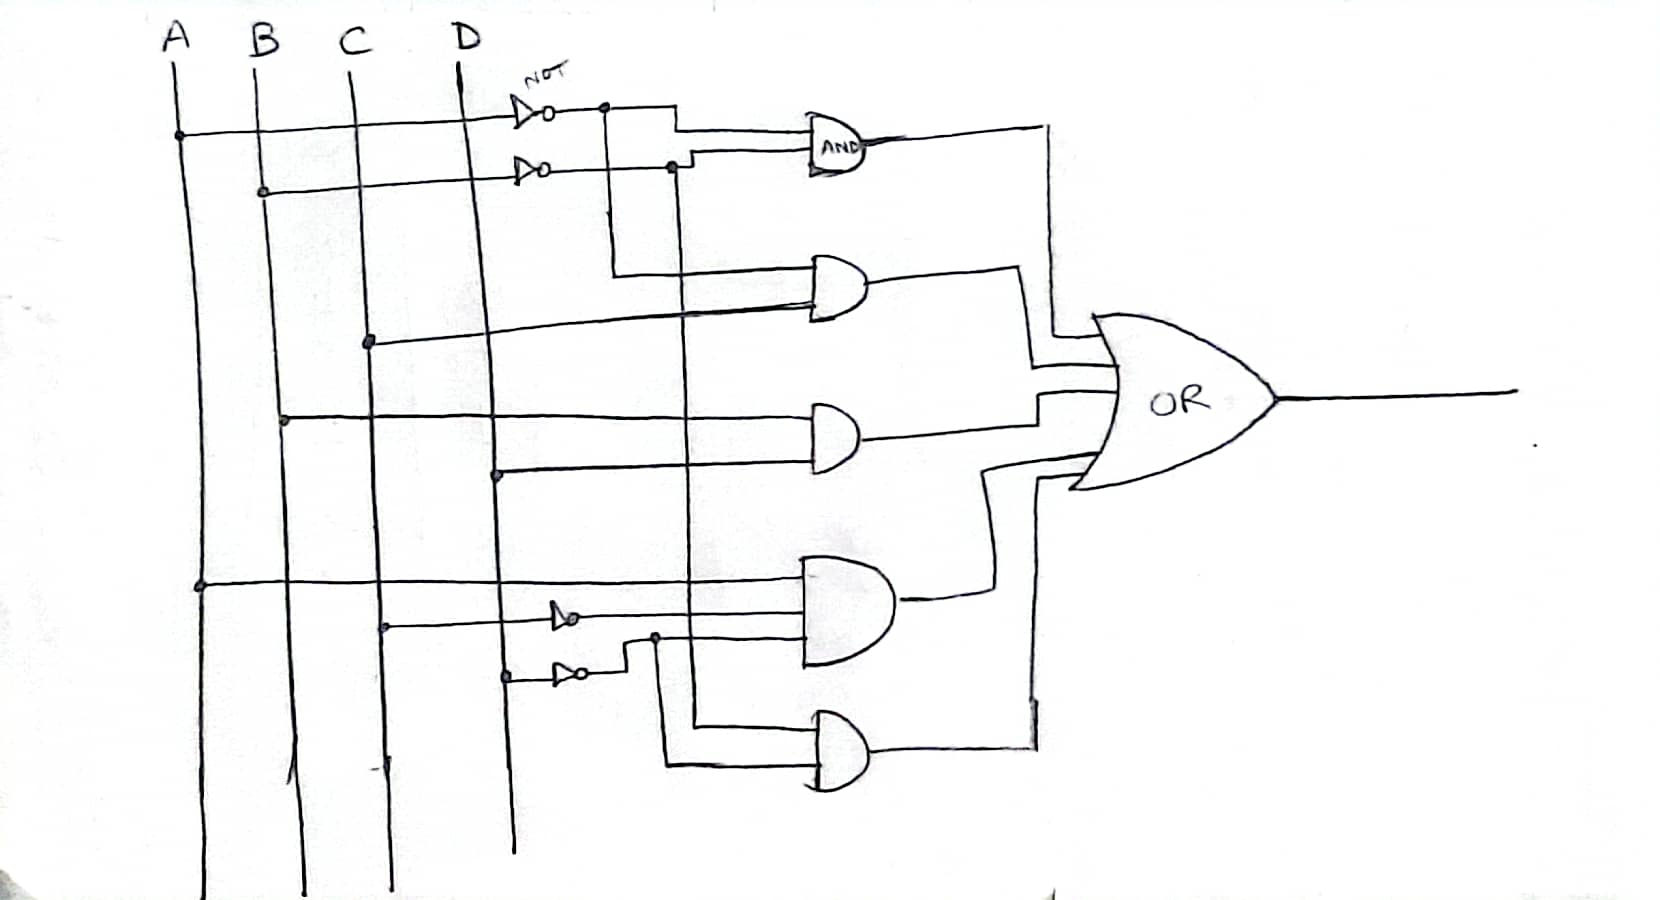 A B C D
NOT
AND
OR